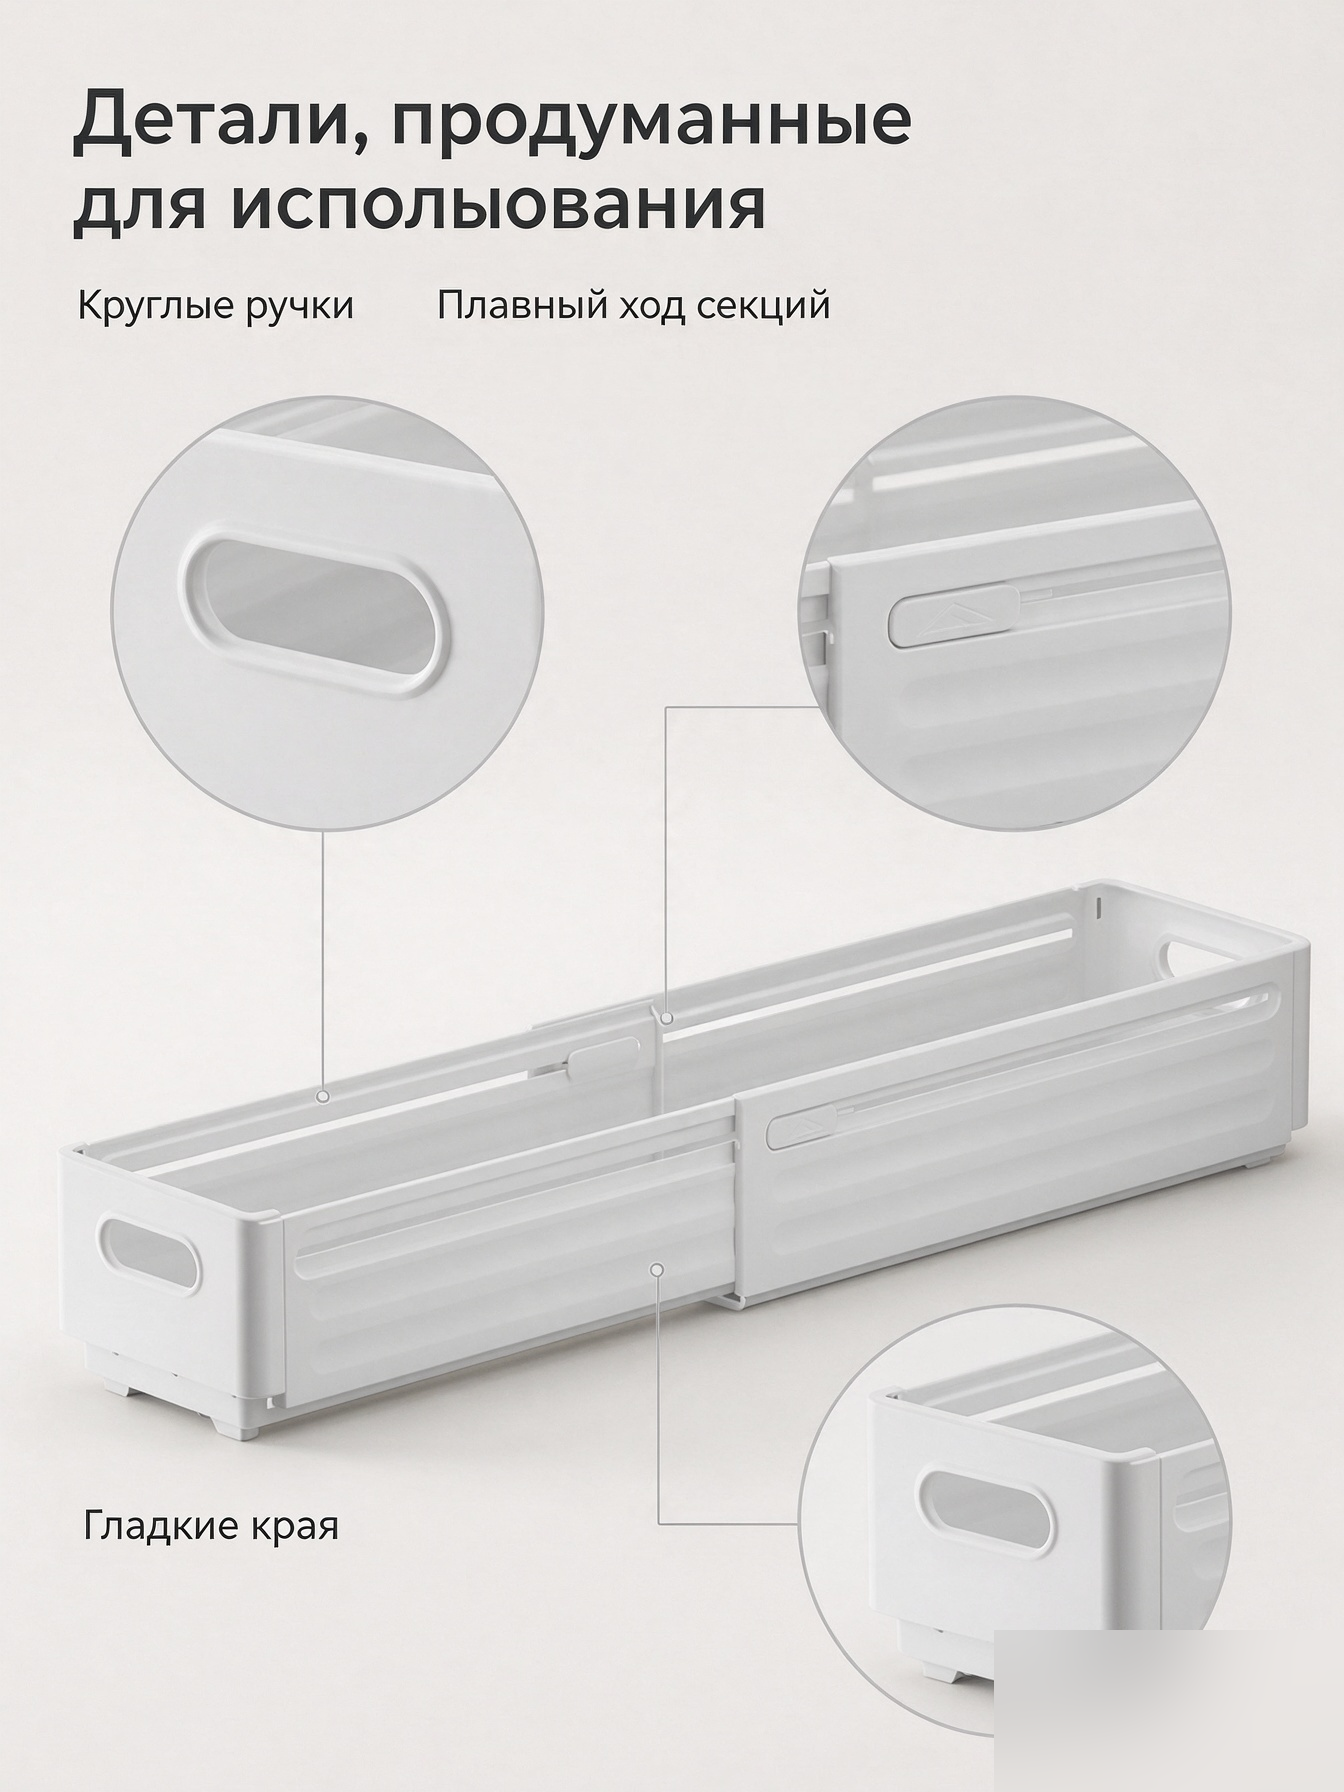 Детали, продуманные
для исполыования
Круглые ручки
Плавный ход секций
Гладкие края